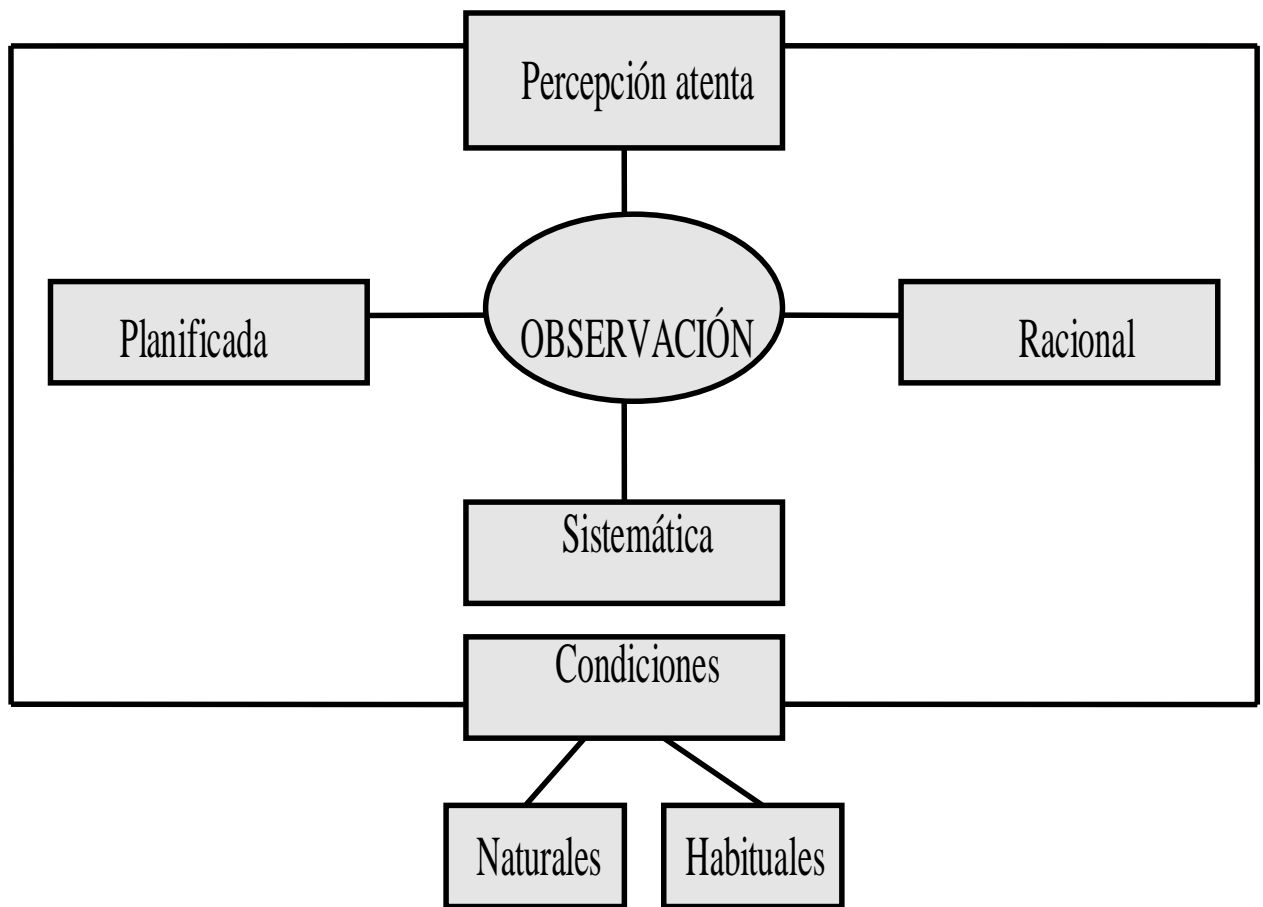 Percepción atenta
Planificada
OBSERVACIÓN
Racional
Sistemática
Condiciones
Naturales
Habituales